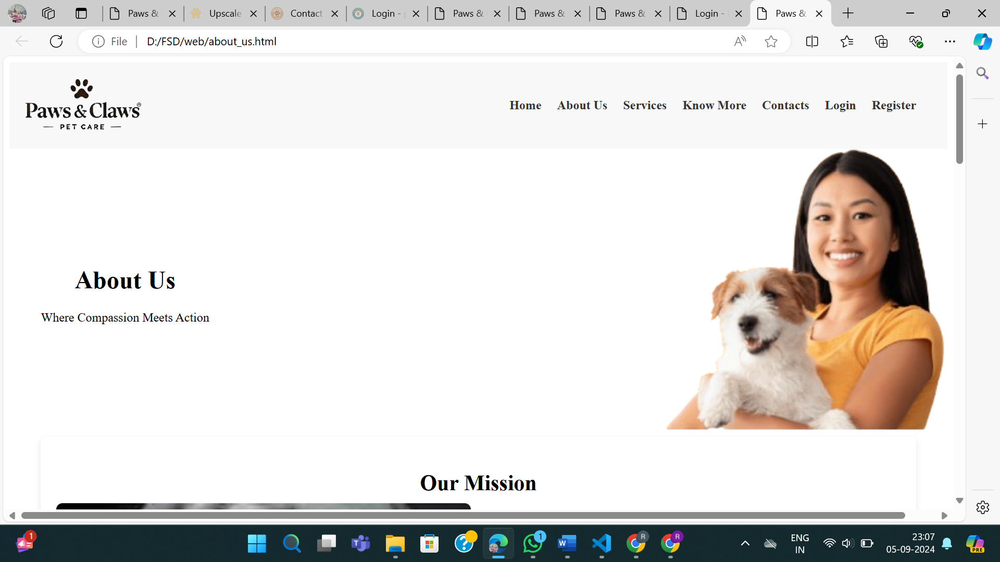 Paws &
Upscale
Contact
Login -
Paws &
Paws &
Paws &
Login -
Paws &
File
D:/FSD/web/about_us.html
Paws & Claws®
PET CARE
Home
About Us
Services
Know More
Contacts
Login
Register
About Us
Where Compassion Meets Action
Our Mission
1
1
R
R
ENG
IN
23:07
05-09-2024
PRE